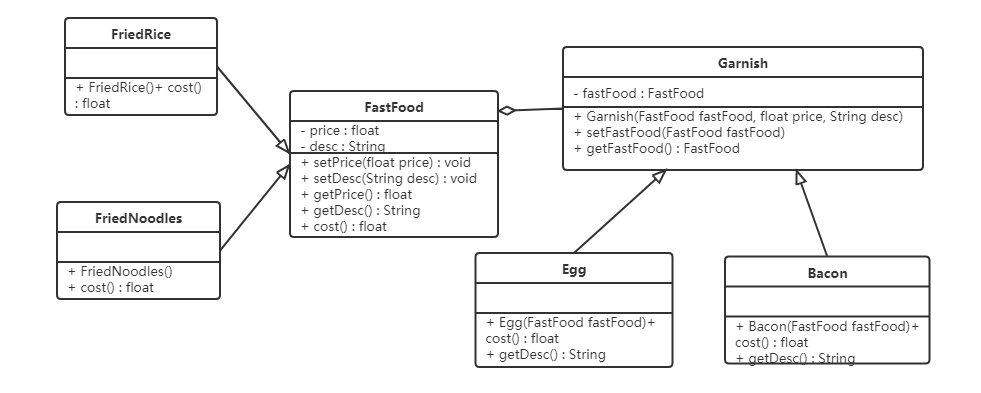 FriedRice
+ FriedRice()+ cost()
: float
FastFood
- price : float
- desc : String
+ setPrice(float price) : void
+ setDesc(String desc) : void
+ getPrice() : float
+ getDesc() : String
+ cost() : float
Garnish
- fastFood : FastFood
+ Garnish(FastFood fastFood, float price, String desc)
+ setFastFood(FastFood fastFood)
+ getFastFood() : FastFood
FriedNoodles
+ FriedNoodles()
+ cost() : float
Egg
+ Egg(FastFood fastFood)+
cost() : float
+ getDesc() : String
Bacon
+ Bacon(FastFood fastFood)+
cost() : float
+ getDesc() : String